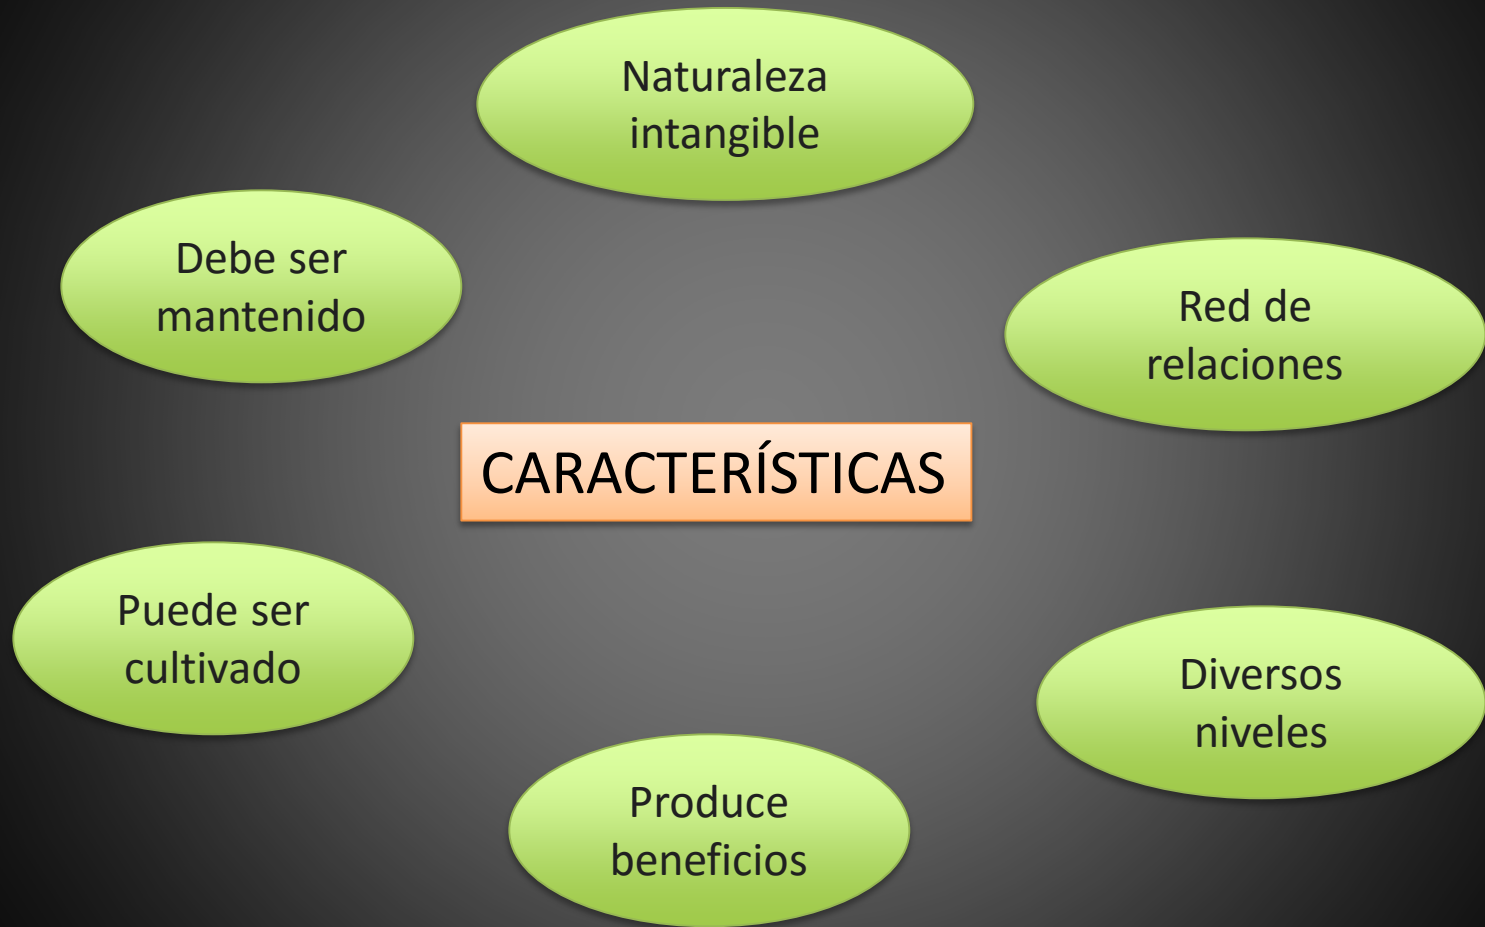 Naturaleza
intangible
Debe ser
mantenido
Red de
relaciones
CARACTERÍSTICAS
Puede ser
cultivado
Diversos
niveles
Produce
beneficios